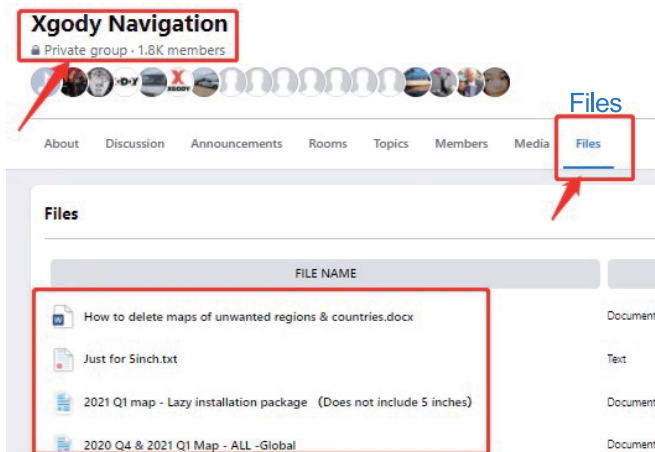 Xgody Navigation
Private group · 1.8K members
·D·Y
X
XGODY
Files
About Discussion Announcements Rooms Topics Members Media Files
Files
FILE NAME
How to delete maps of unwanted regions & countries.docx Document
Just for 5inch.txt Text
2021 Q1 map - Lazy installation package （Does not include 5 inches） Document
2020 Q4 & 2021 Q1 Map - ALL -Global Document